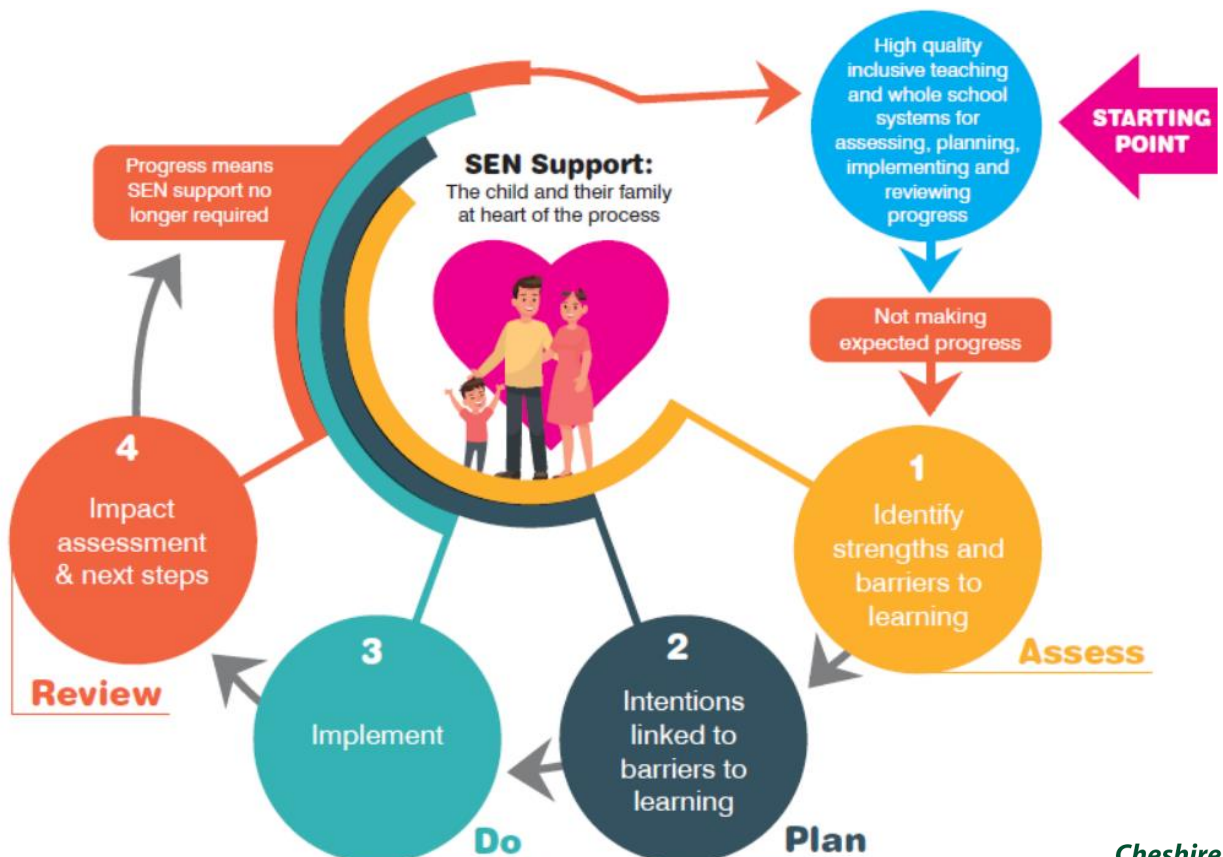 High quality
inclusive teaching
and whole school
systems for
assessing, planning,
implementing and
reviewing
progress
STARTING
POINT
SEN Support:
The child and their family
at heart of the process
Progress means
SEN support no
longer required
Not making
expected progress
1
Identify
strengths and
barriers to
learning
Assess
2
Intentions
linked to
barriers to
learning
Plan
3
Implement
Do
4
Impact
assessment
& next steps
Review
Cheshire